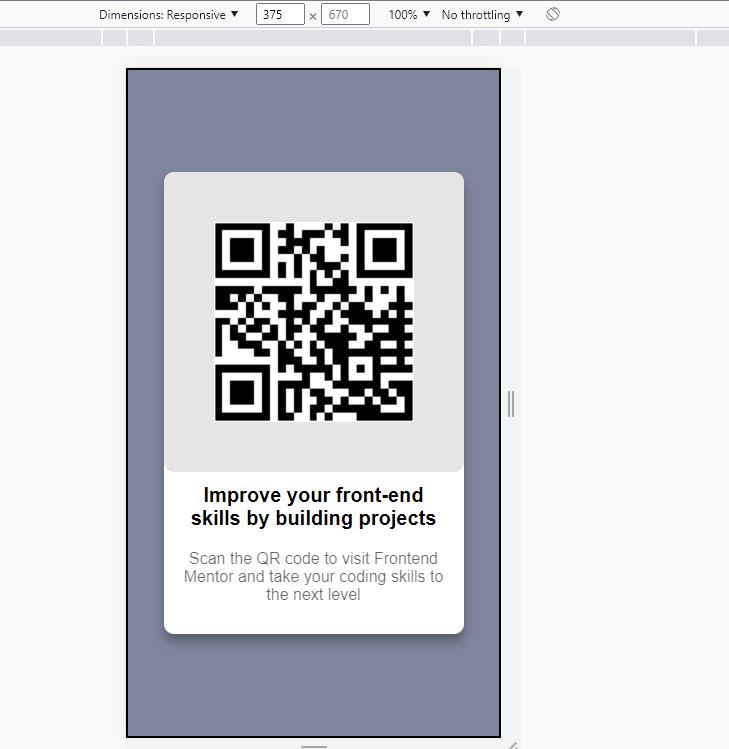 Dimensions: Responsive ▼ 375 × 670 100% ▼ No throttling ▼
Improve your front-end
skills by building projects
Scan the QR code to visit Frontend
Mentor and take your coding skills to
the next level